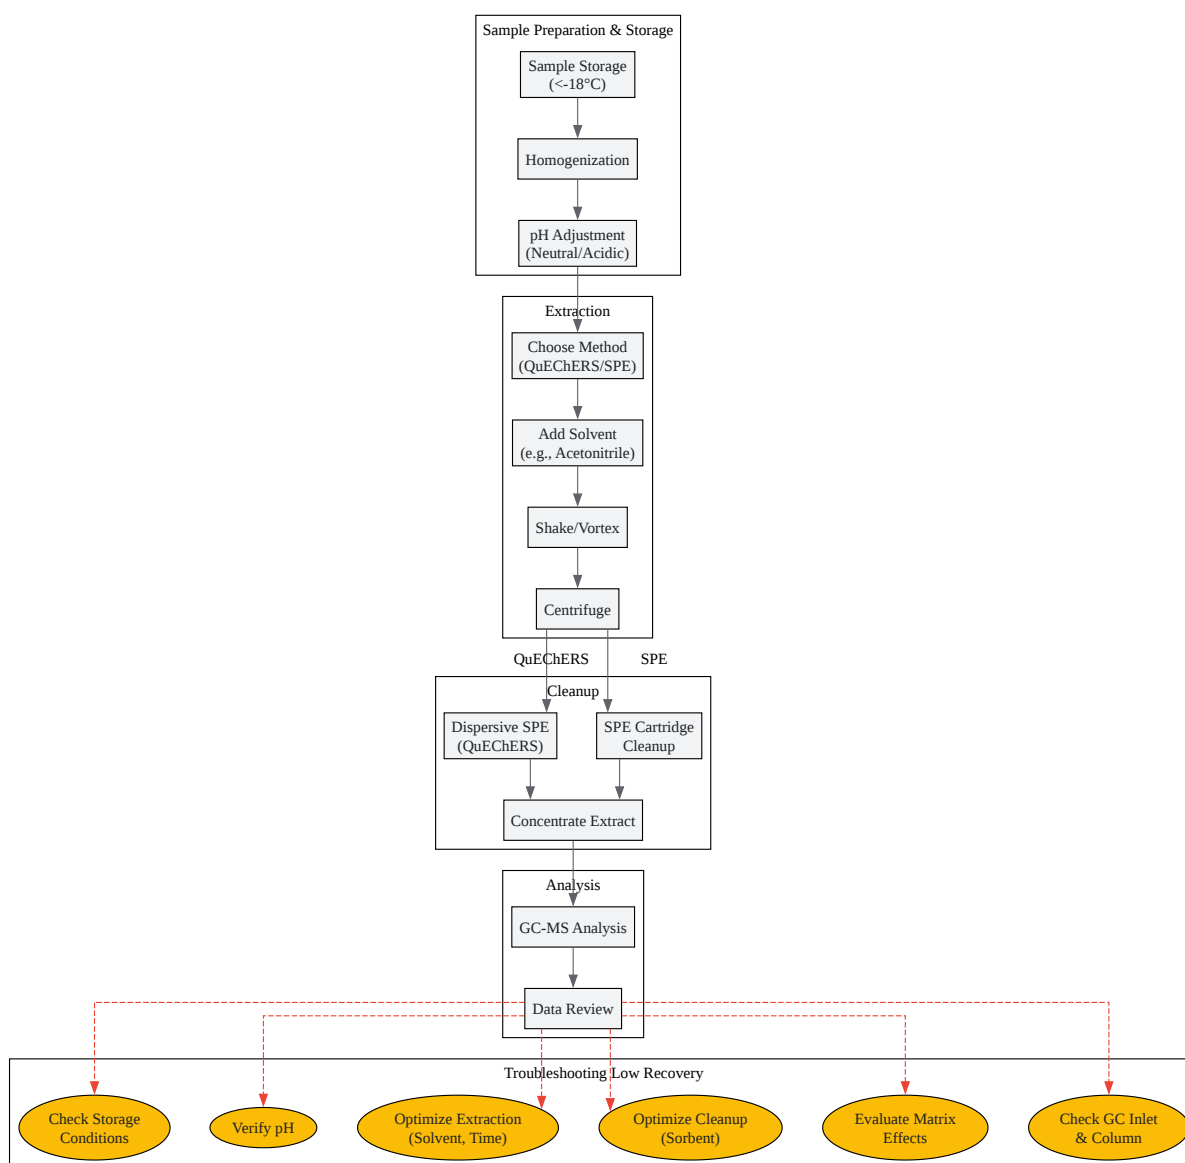 Sample Preparation & Storage
Sample Storage
(<-18°C)
Homogenization
pH Adjustment
(Neutral/Acidic)
Extraction
Choose Method
(QuEChERS/SPE)
Add Solvent
(e.g., Acetonitrile)
Shake/Vortex
Centrifuge
QuEChERS
SPE
Cleanup
Dispersive SPE
(QuEChERS)
SPE Cartridge
Cleanup
Concentrate Extract
Analysis
GC-MS Analysis
Data Review
Troubleshooting Low Recovery
Check Storage
Conditions
Verify pH
Optimize Extraction
(Solvent, Time)
Optimize Cleanup
(Sorbent)
Evaluate Matrix
Effects
Check GC Inlet
& Column